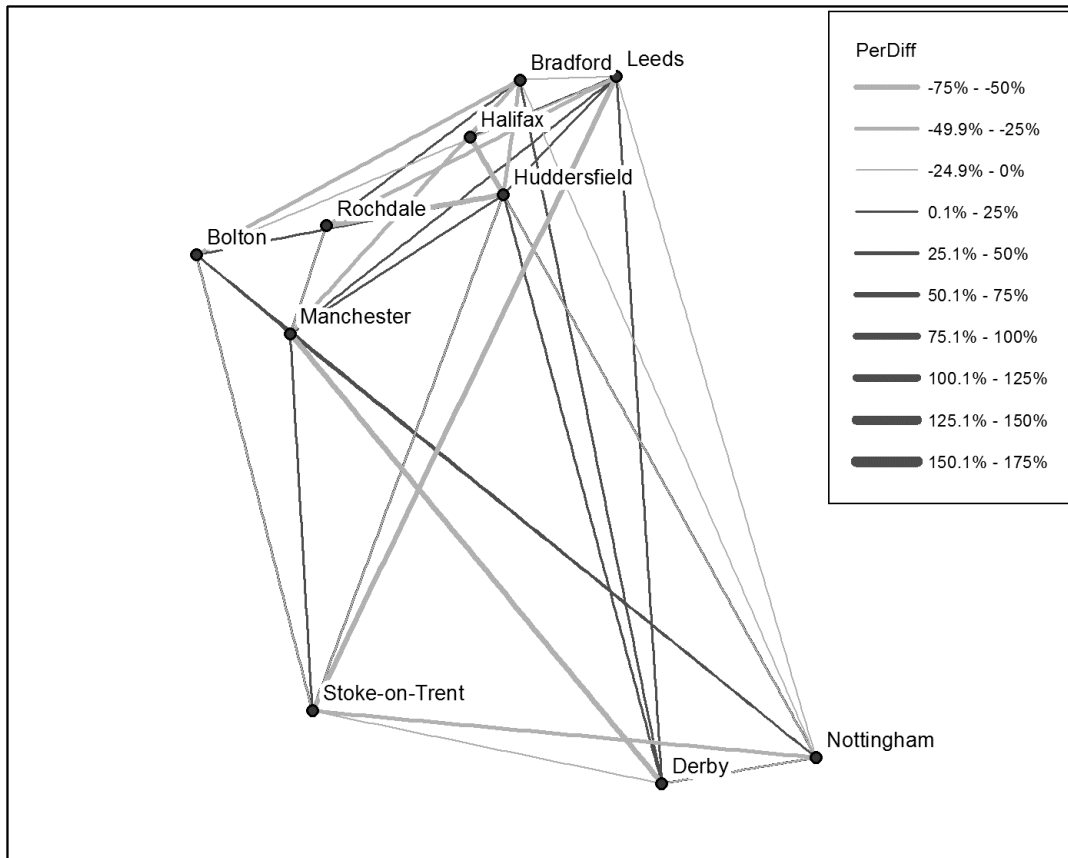 Bradford
Leeds
Halifax
Huddersfield
Rochdale
Bolton
Manchester
Stoke-on-Trent
Nottingham
Derby
PerDiff
-75% - -50%
-49.9% - -25%
-24.9% - 0%
0.1% - 25%
25.1% - 50%
50.1% - 75%
75.1% - 100%
100.1% - 125%
125.1% - 150%
150.1% - 175%